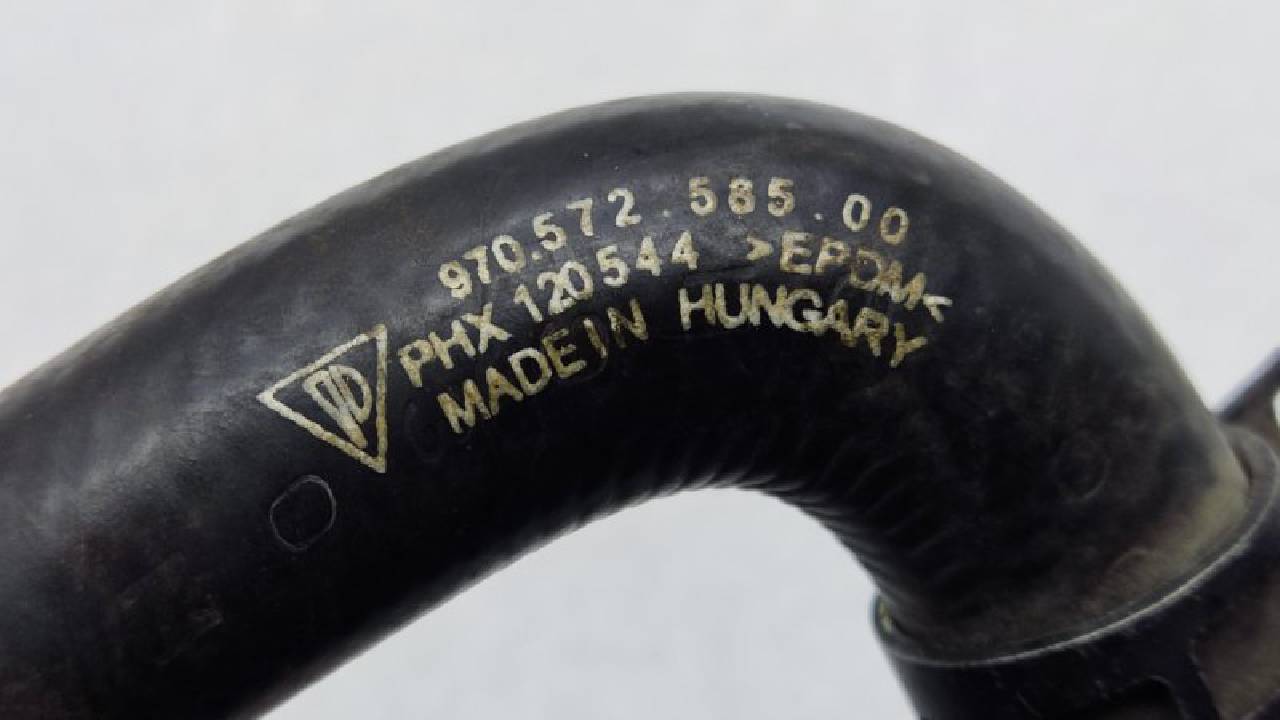 970.572.585.00
PHX 120544 >EPDM<
MADE IN HUNGARY